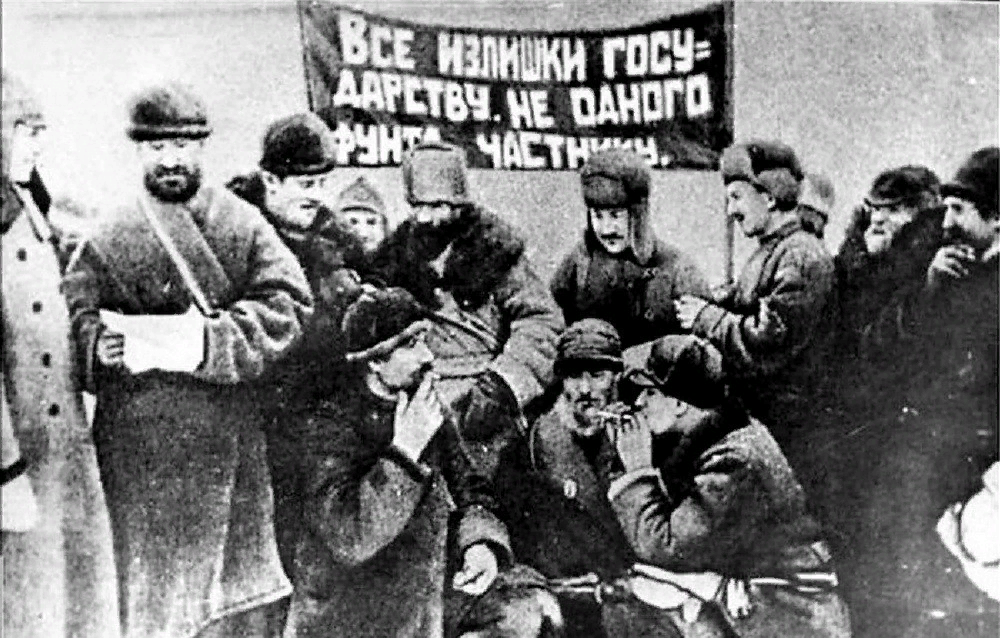 ВСЕ ИЗЛИШКИ ГОСУ=
ДАРСТВУ. НЕ ОДНОГО
ФУНТА ЧАСТНИКУ.